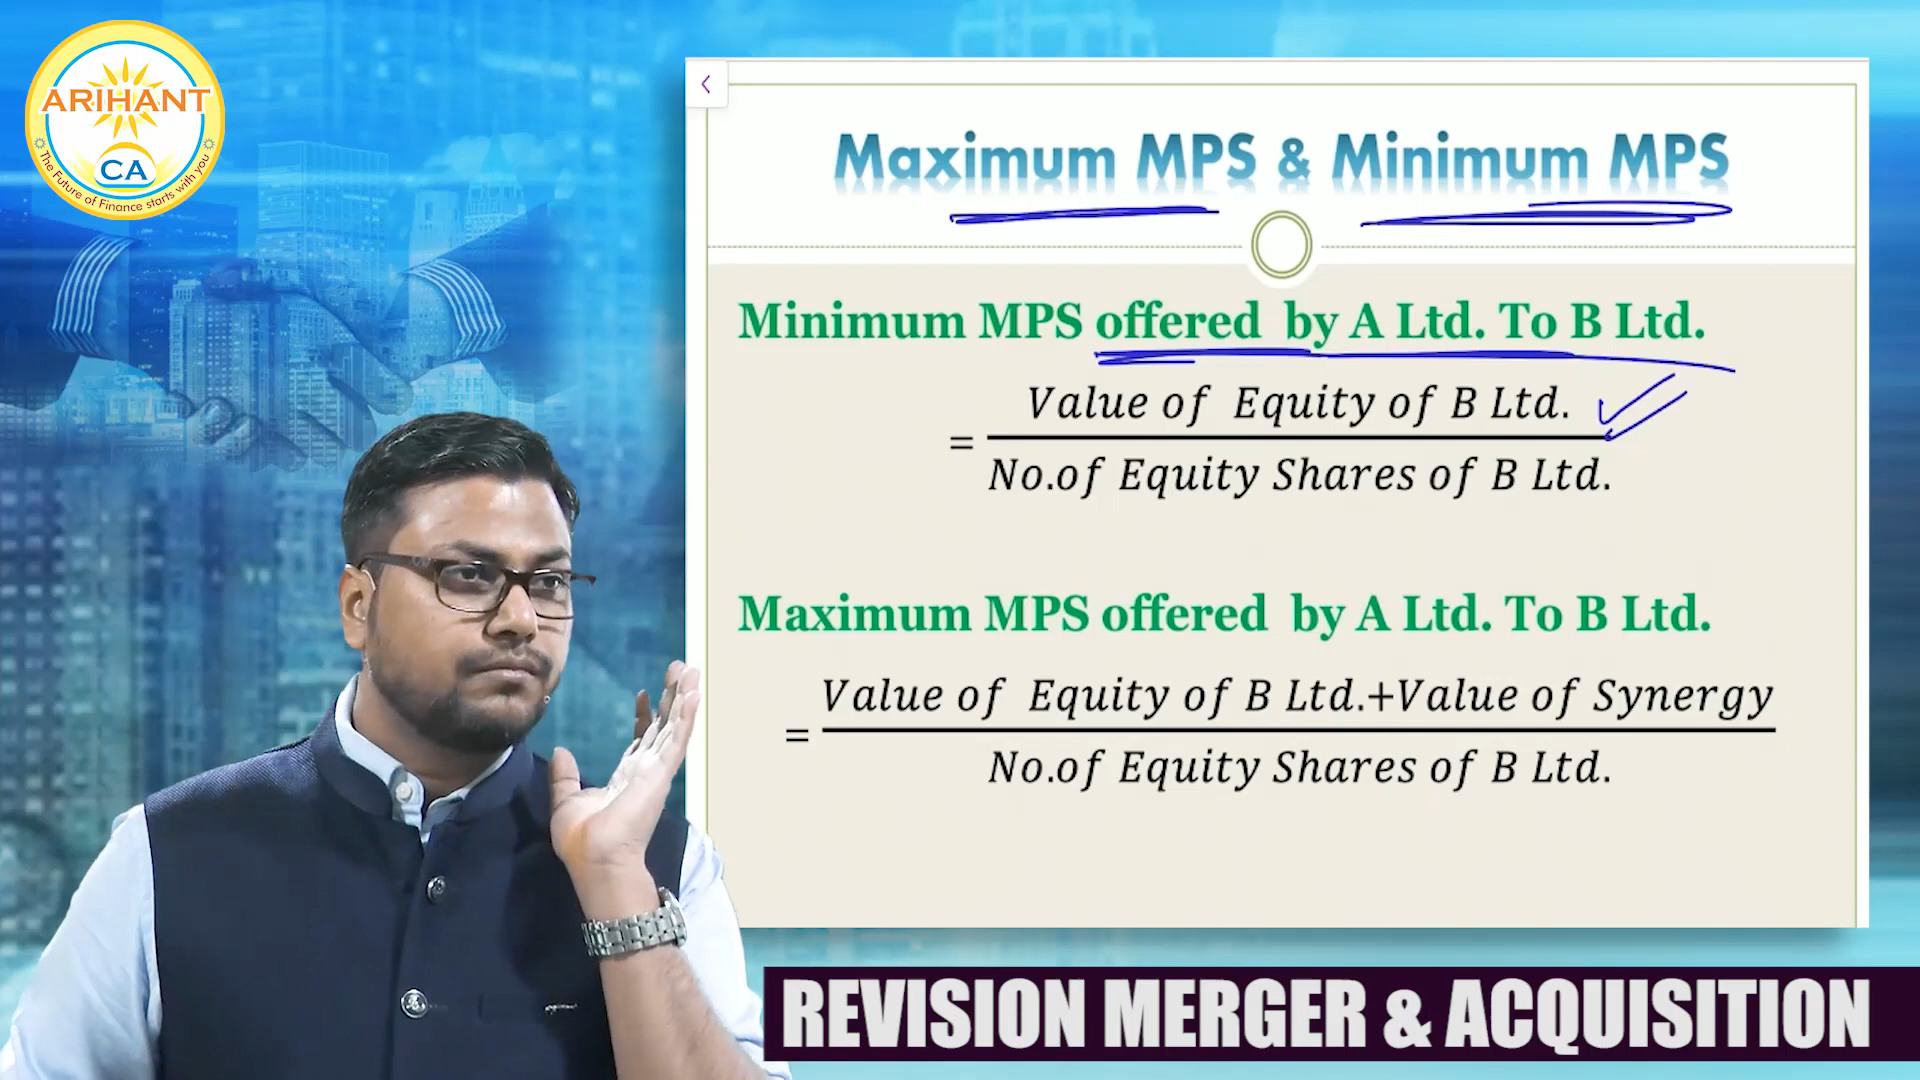 ARIHANT
CA
The Future of Finance starts with you
Maximum MPS & Minimum MPS
Minimum MPS offered by A Ltd. To B Ltd.
Value of Equity of B Ltd.
=
No.of Equity Shares of B Ltd.
Maximum MPS offered by A Ltd. To B Ltd.
Value of Equity of B Ltd.+Value of Synergy
=
No.of Equity Shares of B Ltd.
REVISION MERGER & ACQUISITION